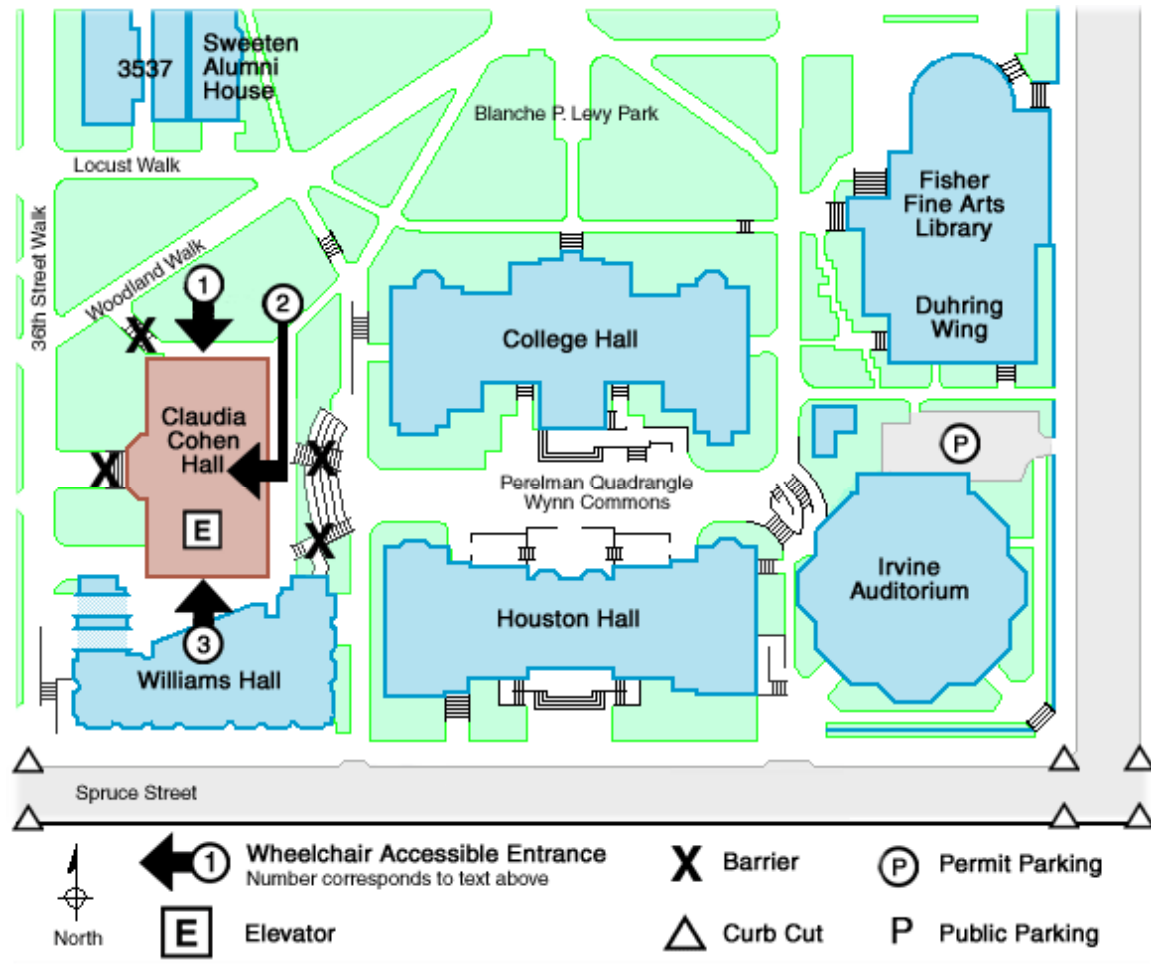 3537
Sweeten
Alumni
House
Blanche P. Levy Park
Locust Walk
36th Street Walk
Woodland Walk
Fisher
Fine Arts
Library
Duhring
Wing
1
2
X
College Hall
Claudia
Cohen
Hall
X
X
E
X
P
Perelman Quadrangle
Wynn Commons
Irvine
Auditorium
Houston Hall
3
Williams Hall
Spruce Street
1
Wheelchair Accessible Entrance
Number corresponds to text above
X
Barrier
P
Permit Parking
North
E
Elevator
Curb Cut
P
Public Parking